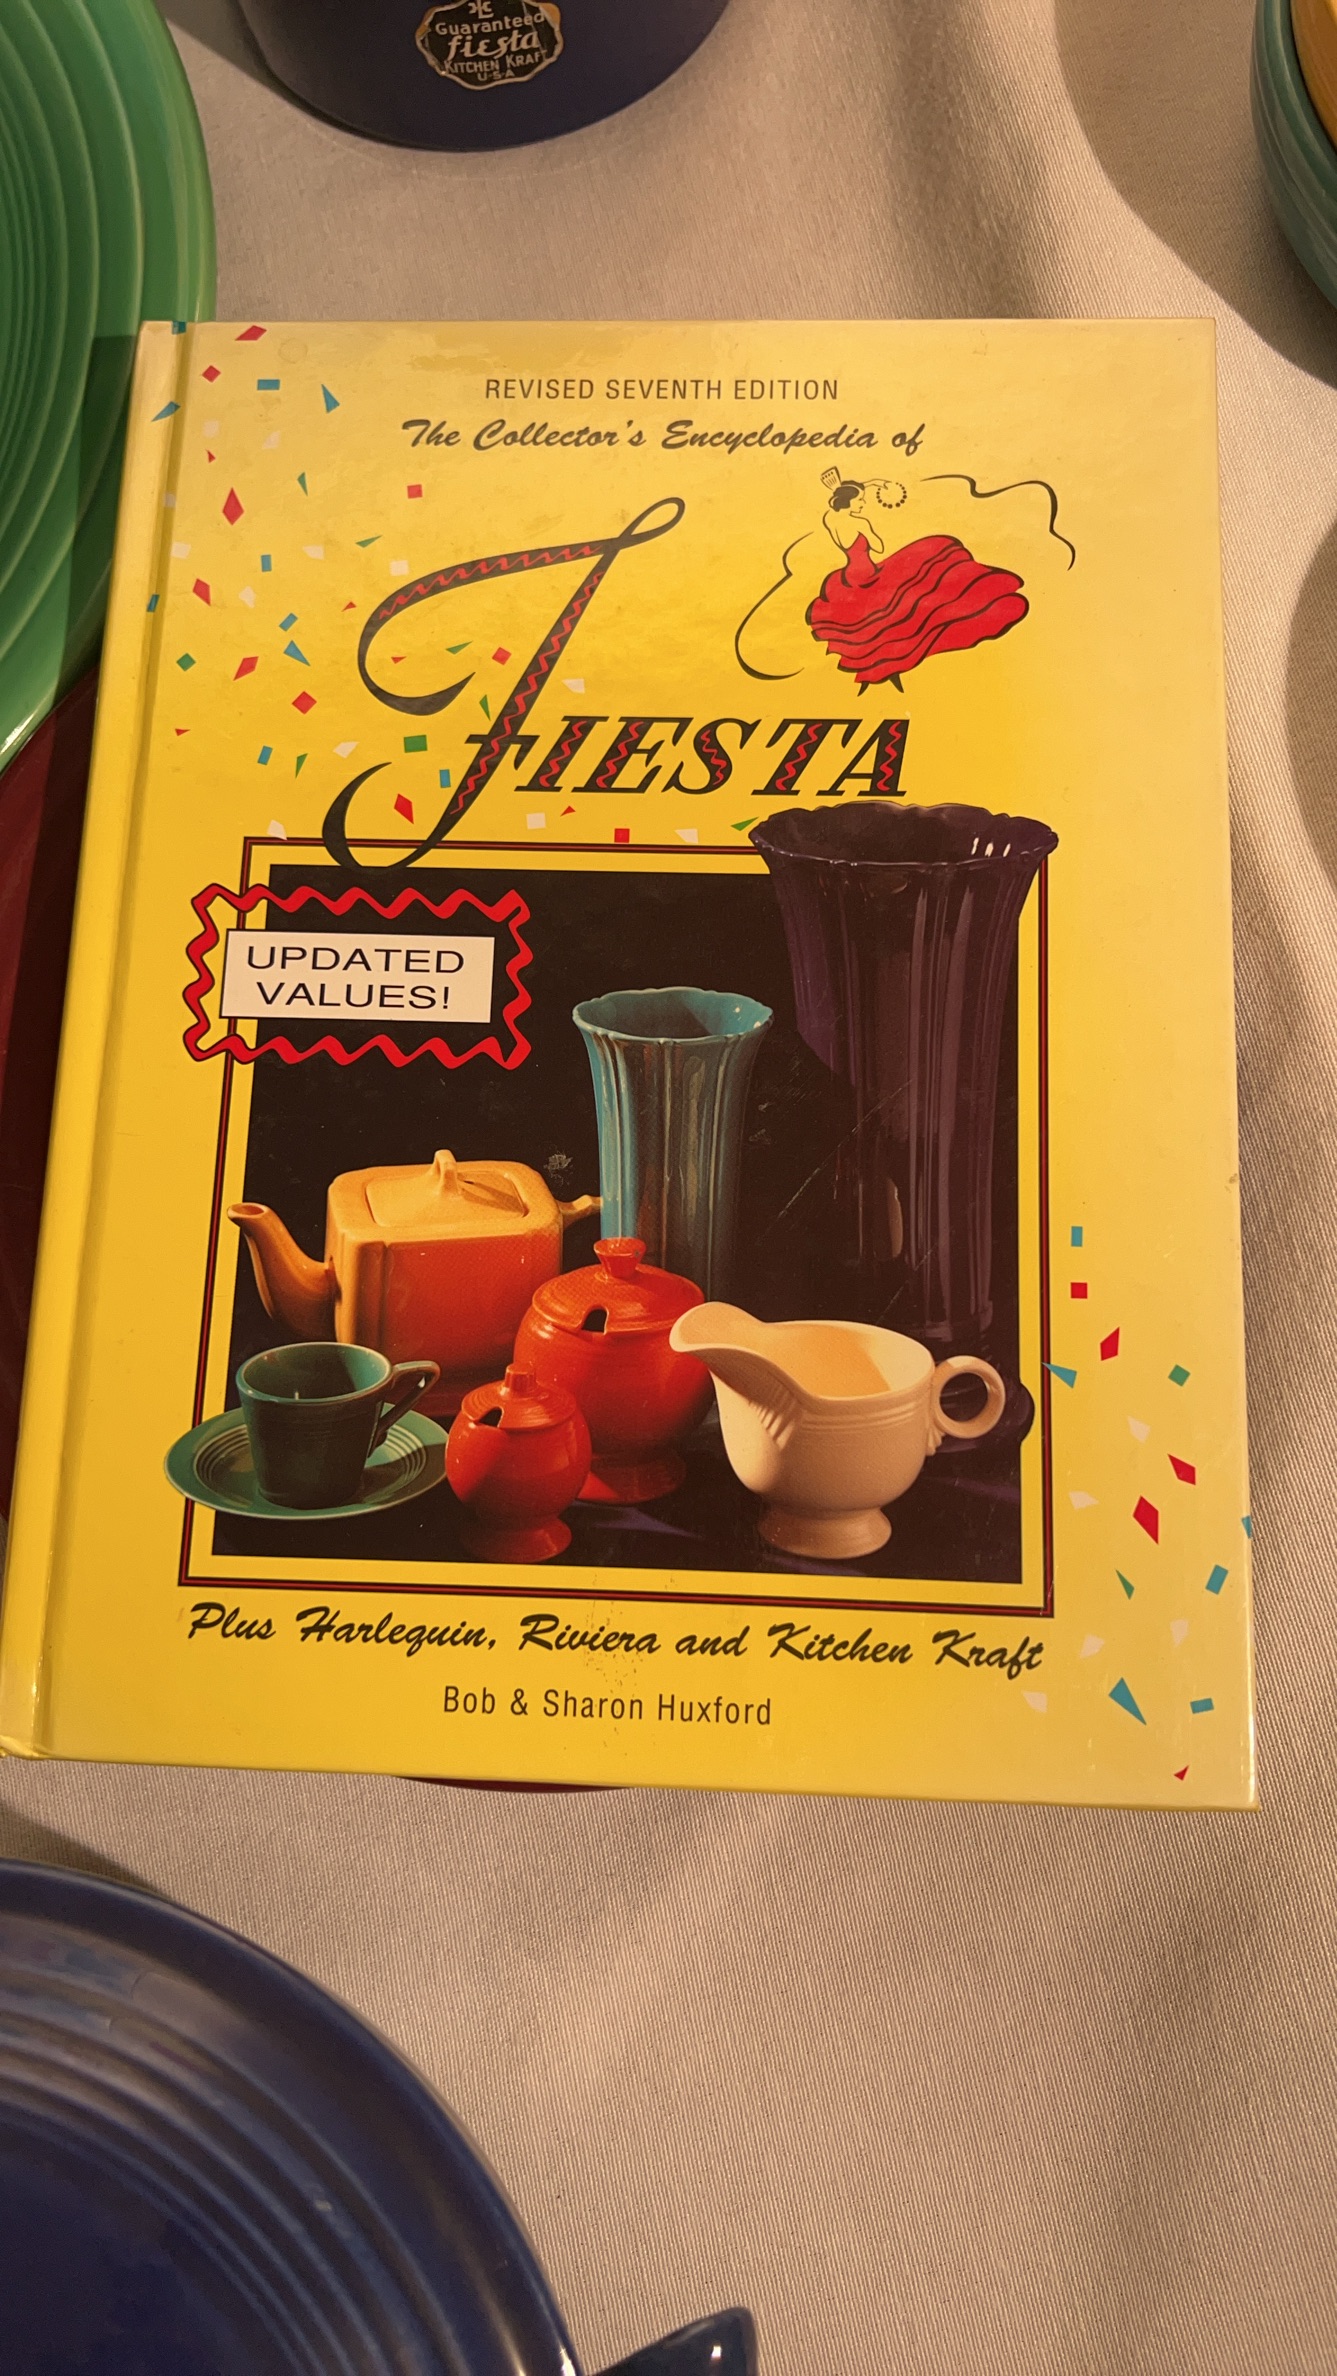 Guaranteed
fiesta
KITCHEN KRAFT
U-S-A
REVISED SEVENTH EDITION
The Collector's Encyclopedia of
FIESTA
UPDATED
VALUES!
Plus Harlequin, Riviera and Kitchen Kraft
Bob & Sharon Huxford